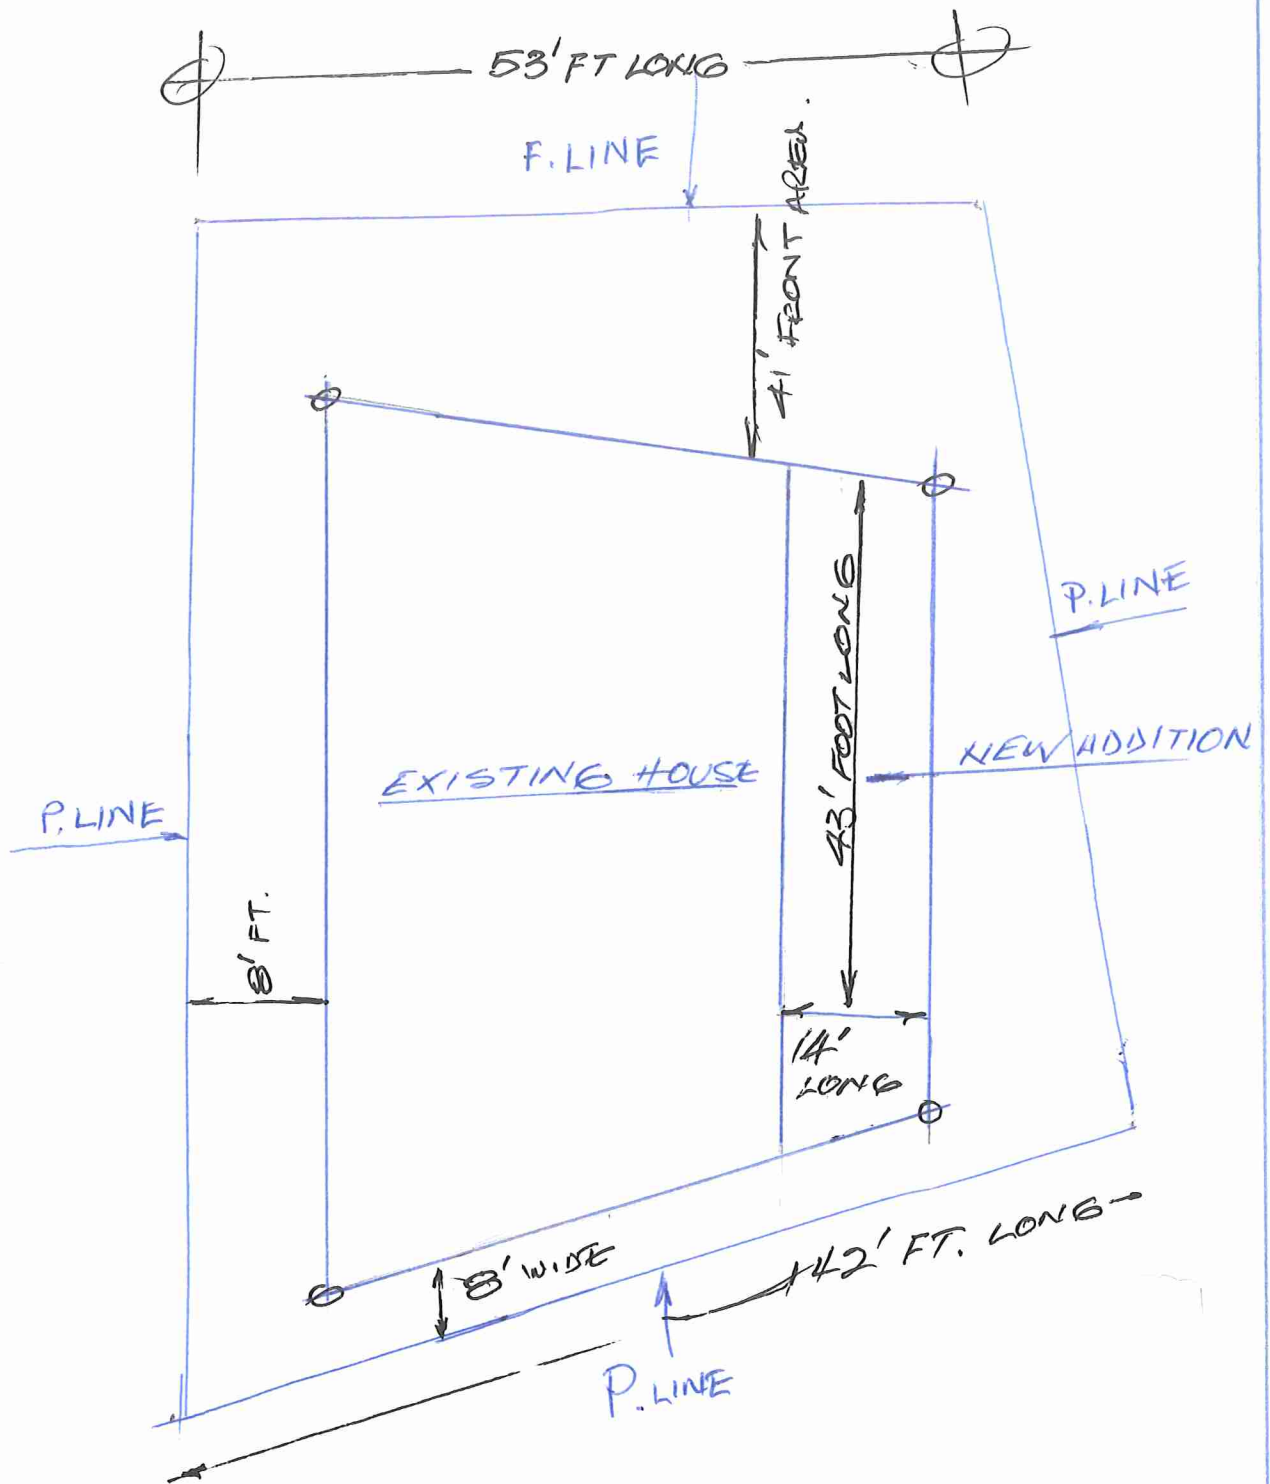 53' FT LONG
F. LINE
41' FRONT AREA.
P. LINE
43' FOOT LONG
NEW ADDITION
EXISTING HOUSE
P. LINE
8' FT.
14'
LONG
8' WIDE
42' FT. LONG
P. LINE